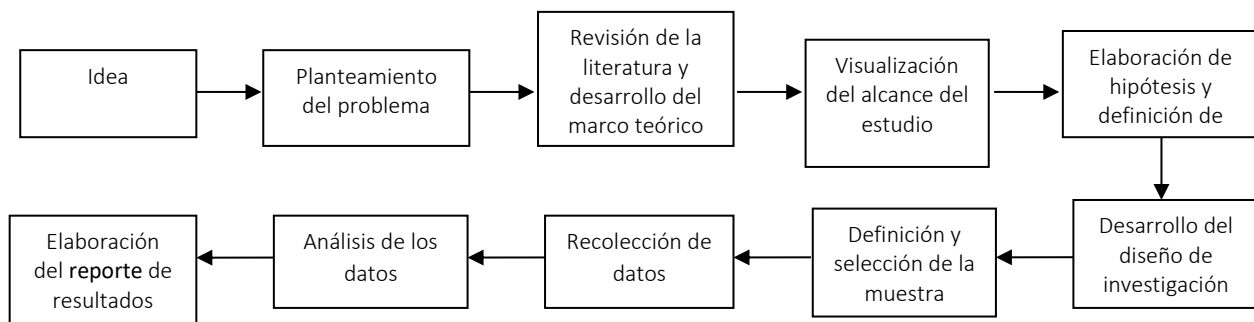 Idea
Planteamiento
del problema
Revisión de la
literatura y
desarrollo del
marco teórico
Visualización
del alcance del
estudio
Elaboración de
hipótesis y
definición de
Desarrollo del
diseño de
investigación
Definición y
selección de la
muestra
Recolección de
datos
Análisis de los
datos
Elaboración
del reporte de
resultados